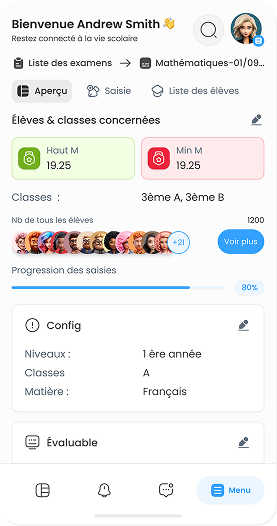 Bienvenue Andrew Smith👋
Restez connecté à la vie scolaire
Liste des examens → Mathématiques-01/09...
Aperçu Saisie Liste des élèves
Élèves & classes concernées
Haut M Min M
19.25 19.25
Classes : 3ème A, 3ème B
Nb de tous les élèves 1200
+21 Voir plus
Progression des saisies
80%
Config
Niveaux : 1 ère année
Classes A
Matière : Français
Évaluable
Menu